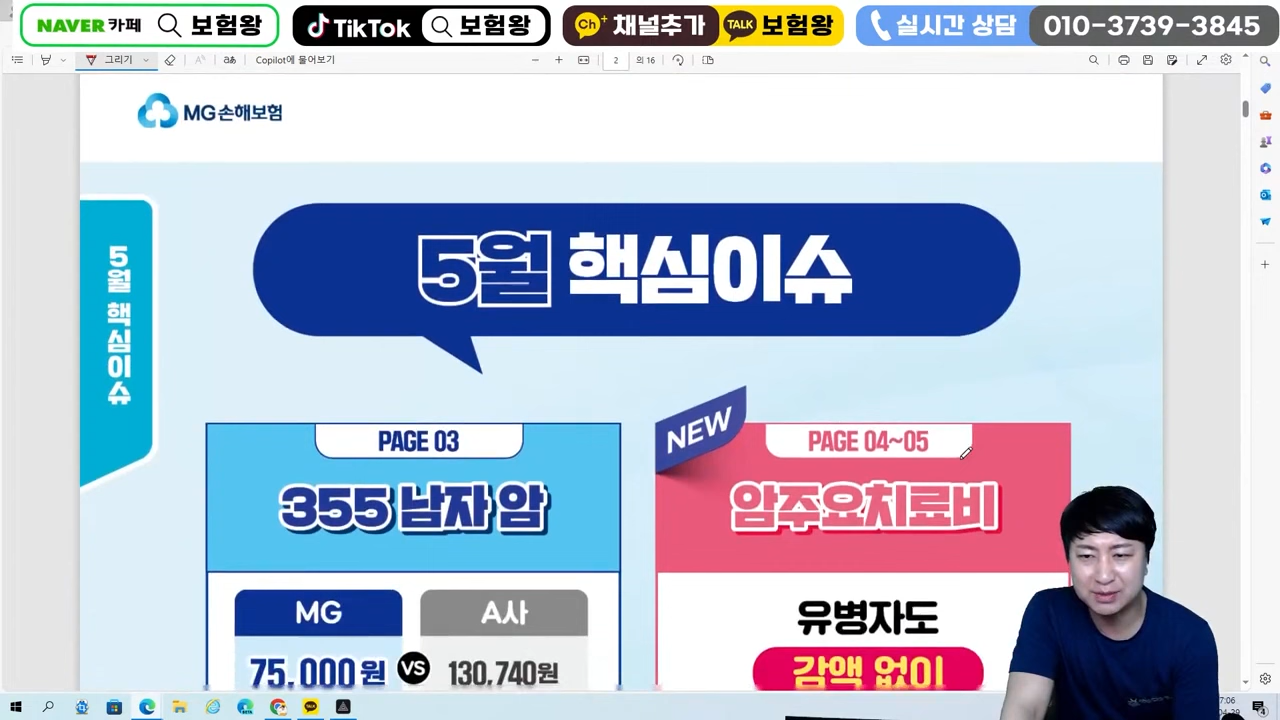 NAVER 카페 보험왕
TikTok 보험왕
Ch+ 채널추가 TALK 보험왕
실시간 상담 010-3739-3845
그리기 Copilot에 물어보기 2 의 16
MG손해보험
5월 핵심이슈
5월 핵심이슈
PAGE 03
355 남자 암
MG
A사
75,000원 VS 130,740원
NEW
PAGE 04~05
암주요치료비
유병자도
감액 없이